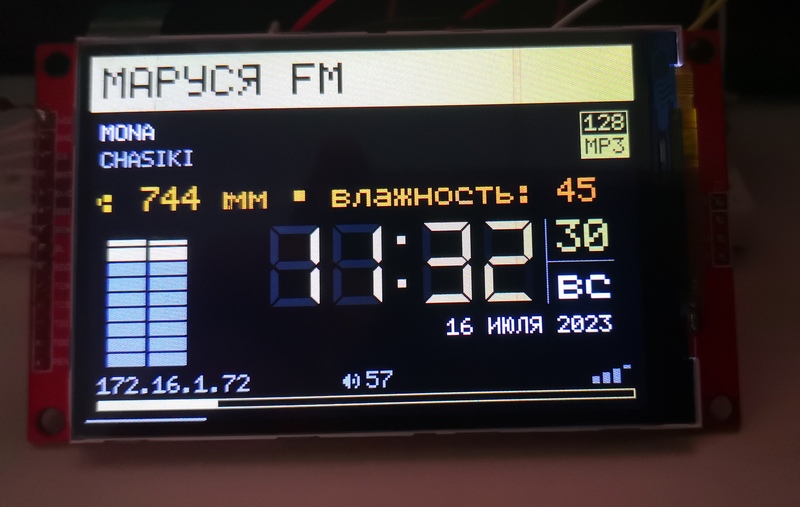 МАРУСЯ FM
MONA
CHASIKI
128
MP3
: 744 мм ▪ влажность: 45
11:32
30
вс
16 ИЮЛЯ 2023
172.16.1.72
57